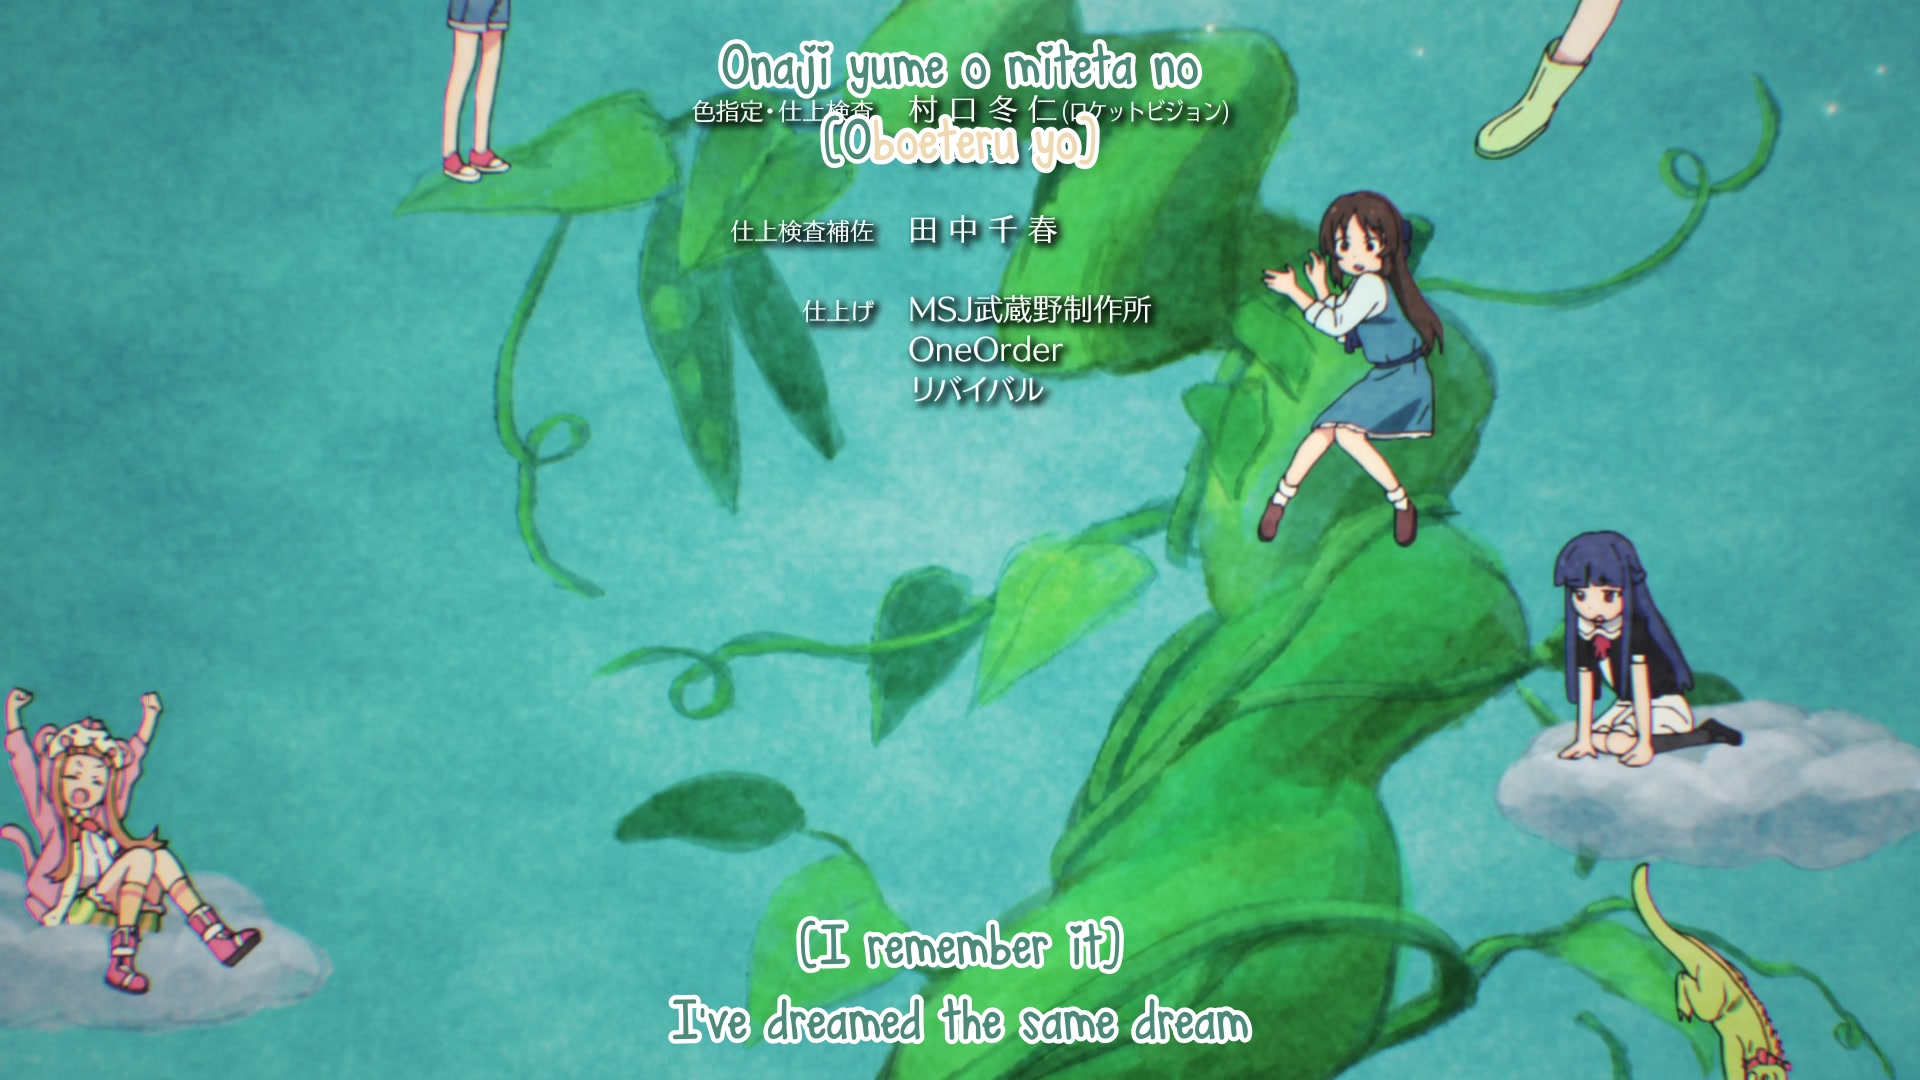 Onaji yume o miteta no
色指定・仕上検査 村口冬仁(ロケットビジョン)
(Oboeteru yo)
仕上検査補佐 田中千春
仕上げ MSJ武蔵野制作所
OneOrder
リバイバル
(I remember it)
I've dreamed the same dream